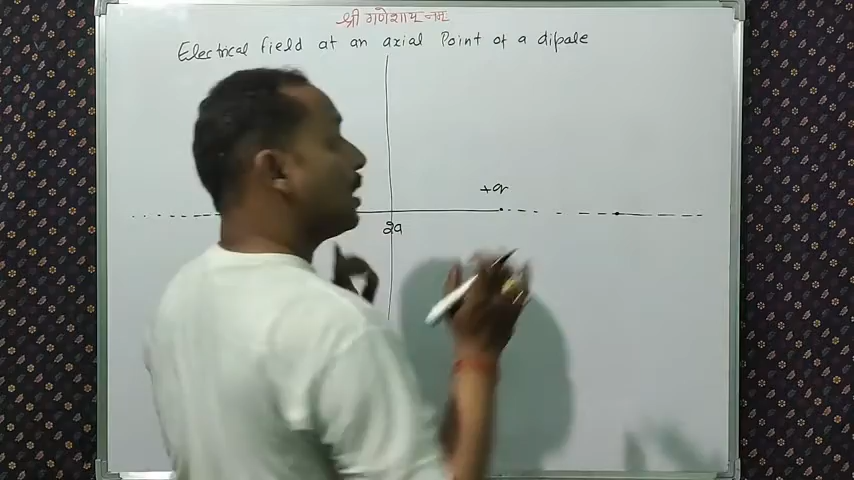 श्री गणेशाय नमः
Electrical field at an axial Point of a dipole
+q
2a